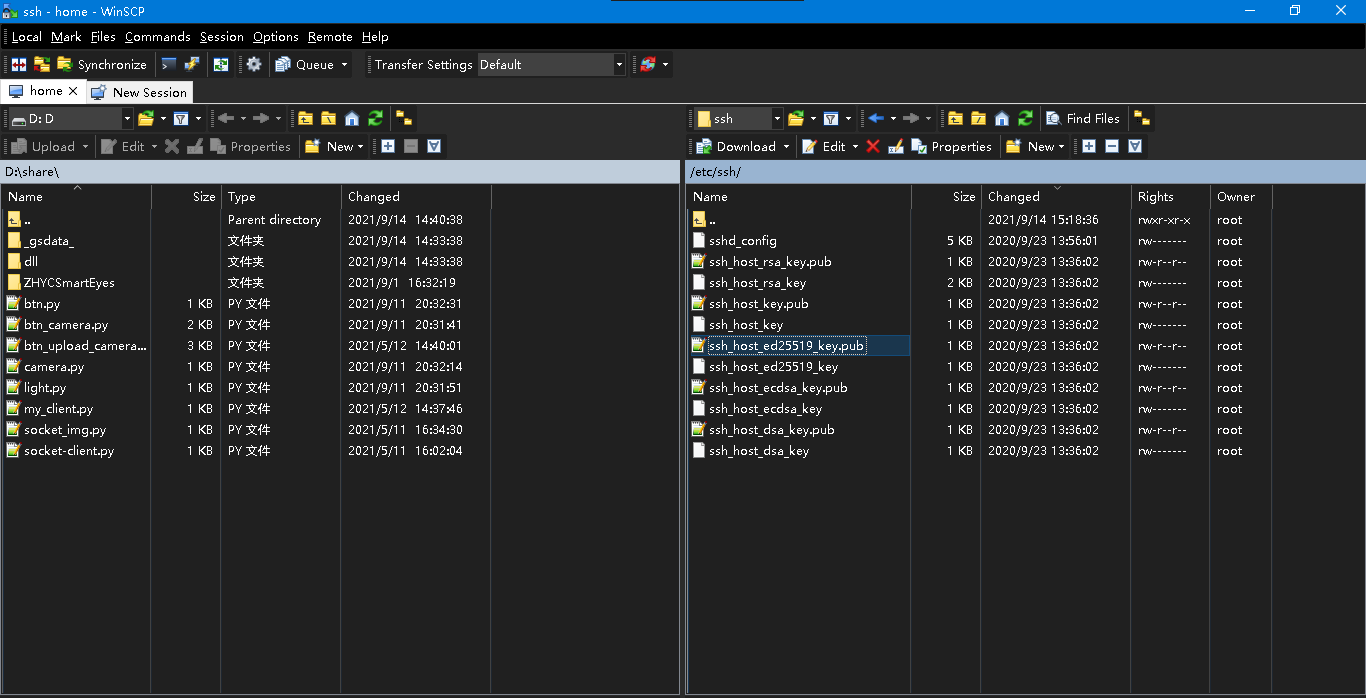 ssh - home - WinSCP
Local Mark Files Commands Session Options Remote Help
Synchronize Queue Transfer Settings Default
home New Session
D: D
ssh Find Files
Upload Edit Properties New
Download Edit Properties New
D:\share\
/etc/ssh/
Name Size Type Changed
.. Parent directory 2021/9/14 14:40:38
_gsdata_ 文件夹 2021/9/14 14:33:38
dll 文件夹 2021/9/14 14:33:38
ZHYCSmartEyes 文件夹 2021/9/1 16:32:19
btn.py 1 KB PY 文件 2021/9/11 20:32:31
btn_camera.py 2 KB PY 文件 2021/9/11 20:31:41
btn_upload_camera... 3 KB PY 文件 2021/5/12 14:40:01
camera.py 1 KB PY 文件 2021/9/11 20:32:14
light.py 1 KB PY 文件 2021/9/11 20:31:51
my_client.py 1 KB PY 文件 2021/5/12 14:37:46
socket_img.py 1 KB PY 文件 2021/5/11 16:34:30
socket-client.py 1 KB PY 文件 2021/5/11 16:02:04
Name Size Changed Rights Owner
.. 2021/9/14 15:18:36 rwxr-xr-x root
sshd_config 5 KB 2020/9/23 13:56:01 rw------- root
ssh_host_rsa_key.pub 1 KB 2020/9/23 13:36:02 rw-r--r-- root
ssh_host_rsa_key 2 KB 2020/9/23 13:36:02 rw------- root
ssh_host_key.pub 1 KB 2020/9/23 13:36:02 rw-r--r-- root
ssh_host_key 1 KB 2020/9/23 13:36:02 rw------- root
ssh_host_ed25519_key.pub 1 KB 2020/9/23 13:36:02 rw-r--r-- root
ssh_host_ed25519_key 1 KB 2020/9/23 13:36:02 rw------- root
ssh_host_ecdsa_key.pub 1 KB 2020/9/23 13:36:02 rw-r--r-- root
ssh_host_ecdsa_key 1 KB 2020/9/23 13:36:02 rw------- root
ssh_host_dsa_key.pub 1 KB 2020/9/23 13:36:02 rw-r--r-- root
ssh_host_dsa_key 1 KB 2020/9/23 13:36:02 rw------- root